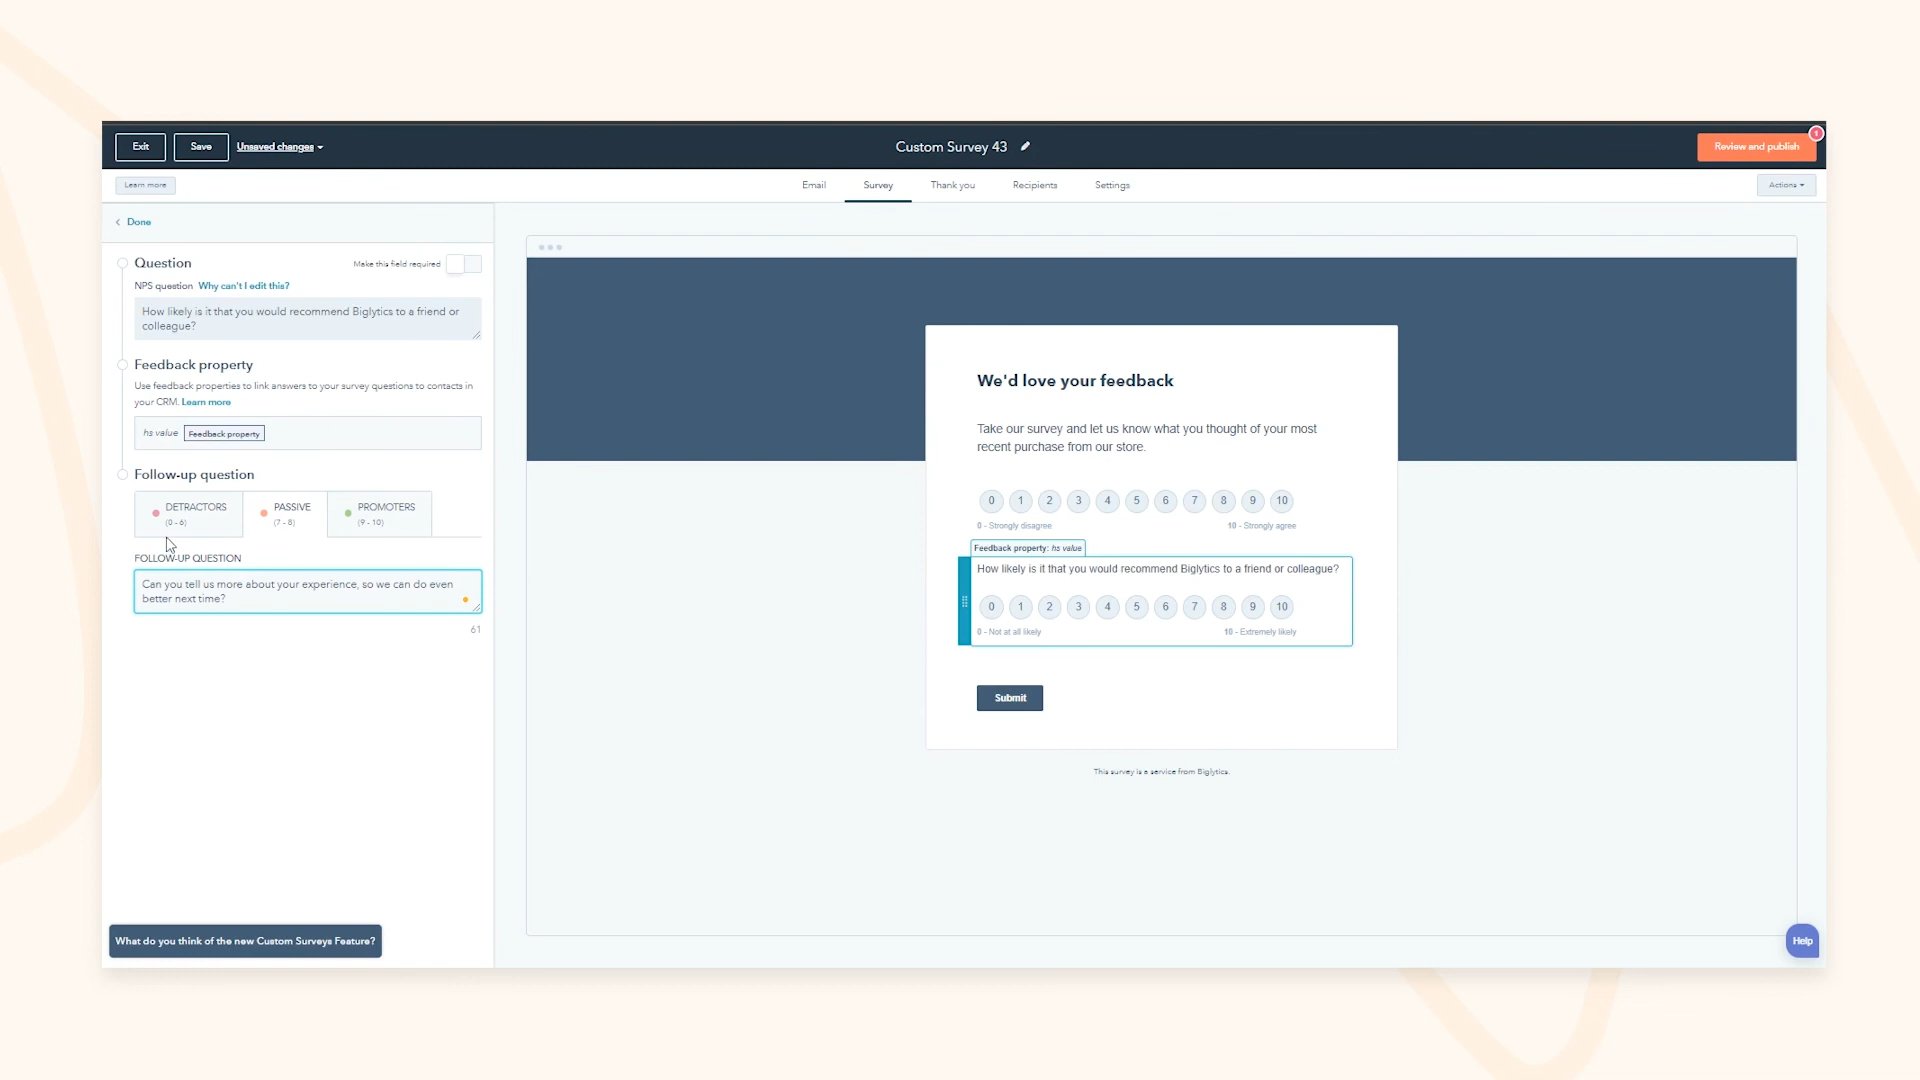 Exit
Save
Unsaved changes
Custom Survey 43
Review and publish
1
Learn more
Email
Survey
Thank you
Recipients
Settings
Actions
Done
Question
Make this field required
NPS question Why can't I edit this?
How likely is it that you would recommend Biglytics to a friend or
colleague?
Feedback property
Use feedback properties to link answers to your survey questions to contacts in
your CRM. Learn more
hs value Feedback property
Follow-up question
DETRACTORS
(0 - 6)
PASSIVE
(7 - 8)
PROMOTERS
(9 - 10)
FOLLOW-UP QUESTION
Can you tell us more about your experience, so we can do even
better next time?
61
What do you think of the new Custom Surveys Feature?
We'd love your feedback
Take our survey and let us know what you thought of your most
recent purchase from our store.
0 1 2 3 4 5 6 7 8 9 10
0 - Strongly disagree
10 - Strongly agree
Feedback property: hs value
How likely is it that you would recommend Biglytics to a friend or colleague?
0 1 2 3 4 5 6 7 8 9 10
0 - Not at all likely
10 - Extremely likely
Submit
This survey is a service from Biglytics.
Help